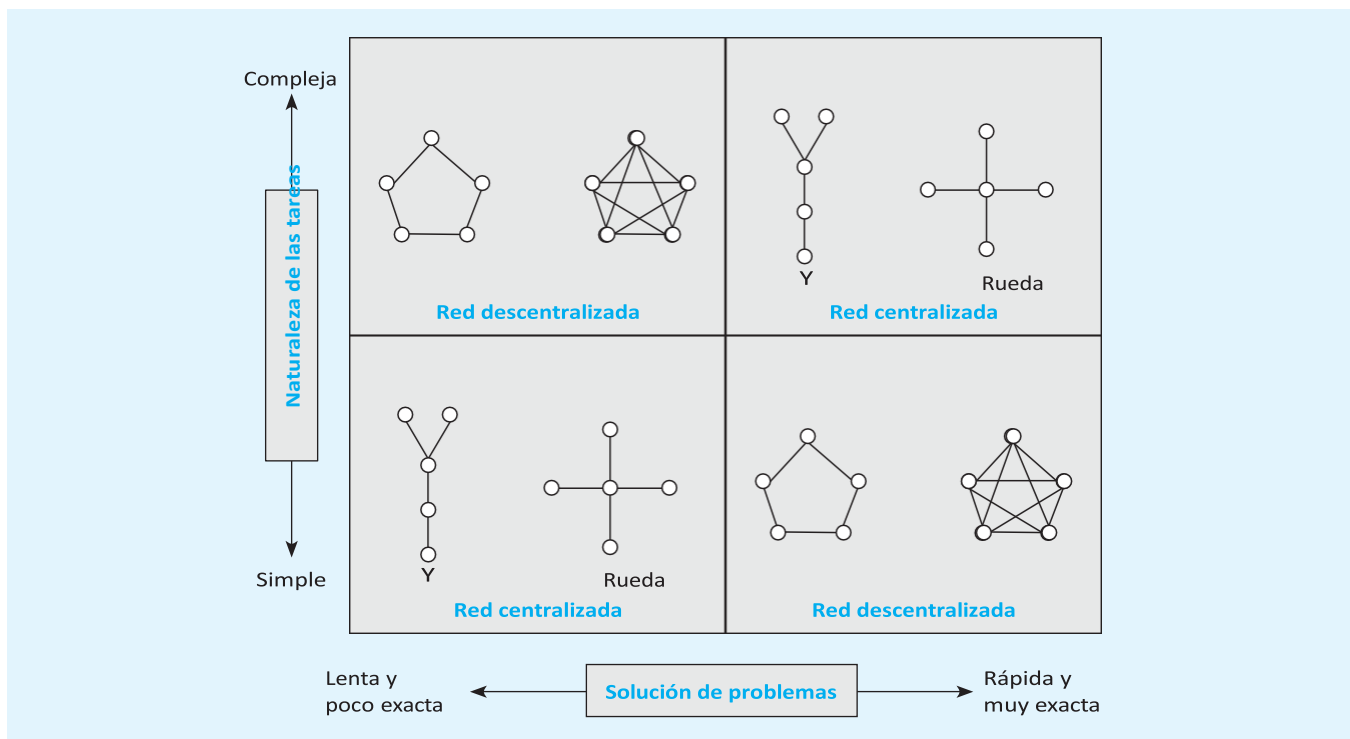 Compleja
Naturaleza de las tareas
Simple
Y
Rueda
Red descentralizada
Red centralizada
Y
Rueda
Red centralizada
Red descentralizada
Lenta y
poco exacta
Solución de problemas
Rápida y
muy exacta